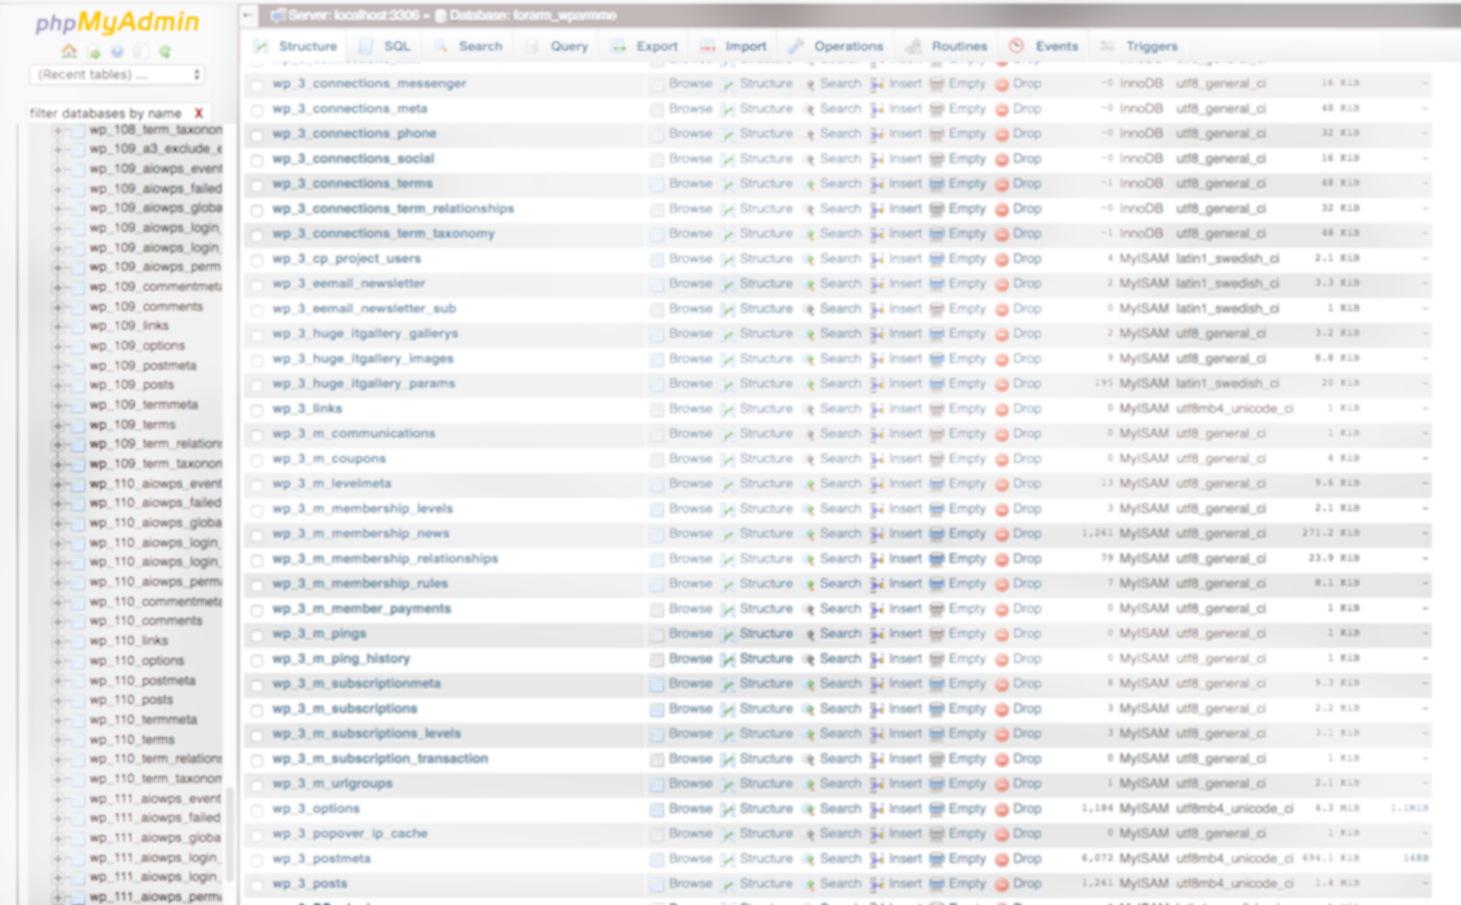 phpMyAdmin
(Recent tables) ...
filter databases by name X
wp_108_term_taxonon
wp_109_a3_exclude_e
wp_109_aiowps_event
wp_109_aiowps_failed
wp_109_aiowps_globa
wp_109_aiowps_login_
wp_109_aiowps_login_
wp_109_aiowps_perm
wp_109_commentmeta
wp_109_comments
wp_109_links
wp_109_options
wp_109_postmeta
wp_109_posts
wp_109_termmeta
wp_109_terms
wp_109_term_relations
wp_109_term_taxonon
wp_110_aiowps_event
wp_110_aiowps_failed
wp_110_aiowps_globa
wp_110_aiowps_login_
wp_110_aiowps_login_
wp_110_aiowps_perma
wp_110_commentmeta
wp_110_comments
wp_110_links
wp_110_options
wp_110_postmeta
wp_110_posts
wp_110_termmeta
wp_110_terms
wp_110_term_relations
wp_110_term_taxonon
wp_111_aiowps_event
wp_111_aiowps_failed
wp_111_aiowps_globa
wp_111_aiowps_login_
wp_111_aiowps_login_
wp_111_aiowps_perma
← Server: localhost:3306 » Database: forarm_wparmme
Structure SQL Search Query Export Import Operations Routines Events Triggers
wp_3_connections_messenger Browse Structure Search Insert Empty Drop ~0 InnoDB utf8_general_ci 16 KiB -
wp_3_connections_meta Browse Structure Search Insert Empty Drop ~0 InnoDB utf8_general_ci 48 KiB -
wp_3_connections_phone Browse Structure Search Insert Empty Drop ~0 InnoDB utf8_general_ci 32 KiB -
wp_3_connections_social Browse Structure Search Insert Empty Drop ~0 InnoDB utf8_general_ci 16 KiB -
wp_3_connections_terms Browse Structure Search Insert Empty Drop ~1 InnoDB utf8_general_ci 48 KiB -
wp_3_connections_term_relationships Browse Structure Search Insert Empty Drop ~0 InnoDB utf8_general_ci 32 KiB -
wp_3_connections_term_taxonomy Browse Structure Search Insert Empty Drop ~1 InnoDB utf8_general_ci 48 KiB -
wp_3_cp_project_users Browse Structure Search Insert Empty Drop 4 MyISAM latin1_swedish_ci 2.1 KiB -
wp_3_eemail_newsletter Browse Structure Search Insert Empty Drop 2 MyISAM latin1_swedish_ci 3.3 KiB -
wp_3_eemail_newsletter_sub Browse Structure Search Insert Empty Drop 0 MyISAM latin1_swedish_ci 1 KiB -
wp_3_huge_itgallery_gallerys Browse Structure Search Insert Empty Drop 2 MyISAM utf8_general_ci 3.2 KiB -
wp_3_huge_itgallery_images Browse Structure Search Insert Empty Drop 9 MyISAM utf8_general_ci 8.8 KiB -
wp_3_huge_itgallery_params Browse Structure Search Insert Empty Drop 195 MyISAM latin1_swedish_ci 20 KiB -
wp_3_links Browse Structure Search Insert Empty Drop 0 MyISAM utf8mb4_unicode_ci 1 KiB -
wp_3_m_communications Browse Structure Search Insert Empty Drop 0 MyISAM utf8_general_ci 1 KiB -
wp_3_m_coupons Browse Structure Search Insert Empty Drop 0 MyISAM utf8_general_ci 4 KiB -
wp_3_m_levelmeta Browse Structure Search Insert Empty Drop 13 MyISAM utf8_general_ci 9.6 KiB -
wp_3_m_membership_levels Browse Structure Search Insert Empty Drop 3 MyISAM utf8_general_ci 2.1 KiB -
wp_3_m_membership_news Browse Structure Search Insert Empty Drop 1,261 MyISAM utf8_general_ci 271.2 KiB -
wp_3_m_membership_relationships Browse Structure Search Insert Empty Drop 79 MyISAM utf8_general_ci 23.9 KiB -
wp_3_m_membership_rules Browse Structure Search Insert Empty Drop 7 MyISAM utf8_general_ci 8.1 KiB -
wp_3_m_member_payments Browse Structure Search Insert Empty Drop 0 MyISAM utf8_general_ci 1 KiB -
wp_3_m_pings Browse Structure Search Insert Empty Drop 0 MyISAM utf8_general_ci 1 KiB -
wp_3_m_ping_history Browse Structure Search Insert Empty Drop 0 MyISAM utf8_general_ci 1 KiB -
wp_3_m_subscriptionmeta Browse Structure Search Insert Empty Drop 8 MyISAM utf8_general_ci 9.3 KiB -
wp_3_m_subscriptions Browse Structure Search Insert Empty Drop 3 MyISAM utf8_general_ci 2.2 KiB -
wp_3_m_subscriptions_levels Browse Structure Search Insert Empty Drop 3 MyISAM utf8_general_ci 3.1 KiB -
wp_3_m_subscription_transaction Browse Structure Search Insert Empty Drop 0 MyISAM utf8_general_ci 1 KiB -
wp_3_m_urlgroups Browse Structure Search Insert Empty Drop 1 MyISAM utf8_general_ci 2.1 KiB -
wp_3_options Browse Structure Search Insert Empty Drop 1,184 MyISAM utf8mb4_unicode_ci 4.3 MiB 1.1MiB
wp_3_popover_ip_cache Browse Structure Search Insert Empty Drop 0 MyISAM utf8_general_ci 1 KiB -
wp_3_postmeta Browse Structure Search Insert Empty Drop 6,072 MyISAM utf8mb4_unicode_ci 694.1 KiB 148B
wp_3_posts Browse Structure Search Insert Empty Drop 1,261 MyISAM utf8mb4_unicode_ci 1.4 MiB -